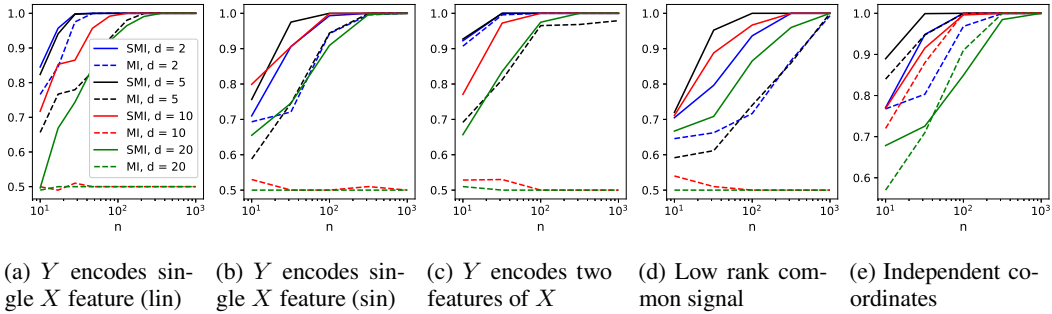 1.0
0.9
0.8
0.7
0.6
0.5
SMI, d = 2
MI, d = 2
SMI, d = 5
MI, d = 5
SMI, d = 10
MI, d = 10
SMI, d = 20
MI, d = 20
10¹ 10² 10³
n
1.0
0.9
0.8
0.7
0.6
0.5
10¹ 10² 10³
n
1.0
0.9
0.8
0.7
0.6
0.5
10¹ 10² 10³
n
1.0
0.9
0.8
0.7
0.6
0.5
10¹ 10² 10³
n
1.0
0.9
0.8
0.7
0.6
10¹ 10² 10³
n
(a) Y encodes sin-
gle X feature (lin)
(b) Y encodes sin-
gle X feature (sin)
(c) Y encodes two
features of X
(d) Low rank com-
mon signal
(e) Independent co-
ordinates